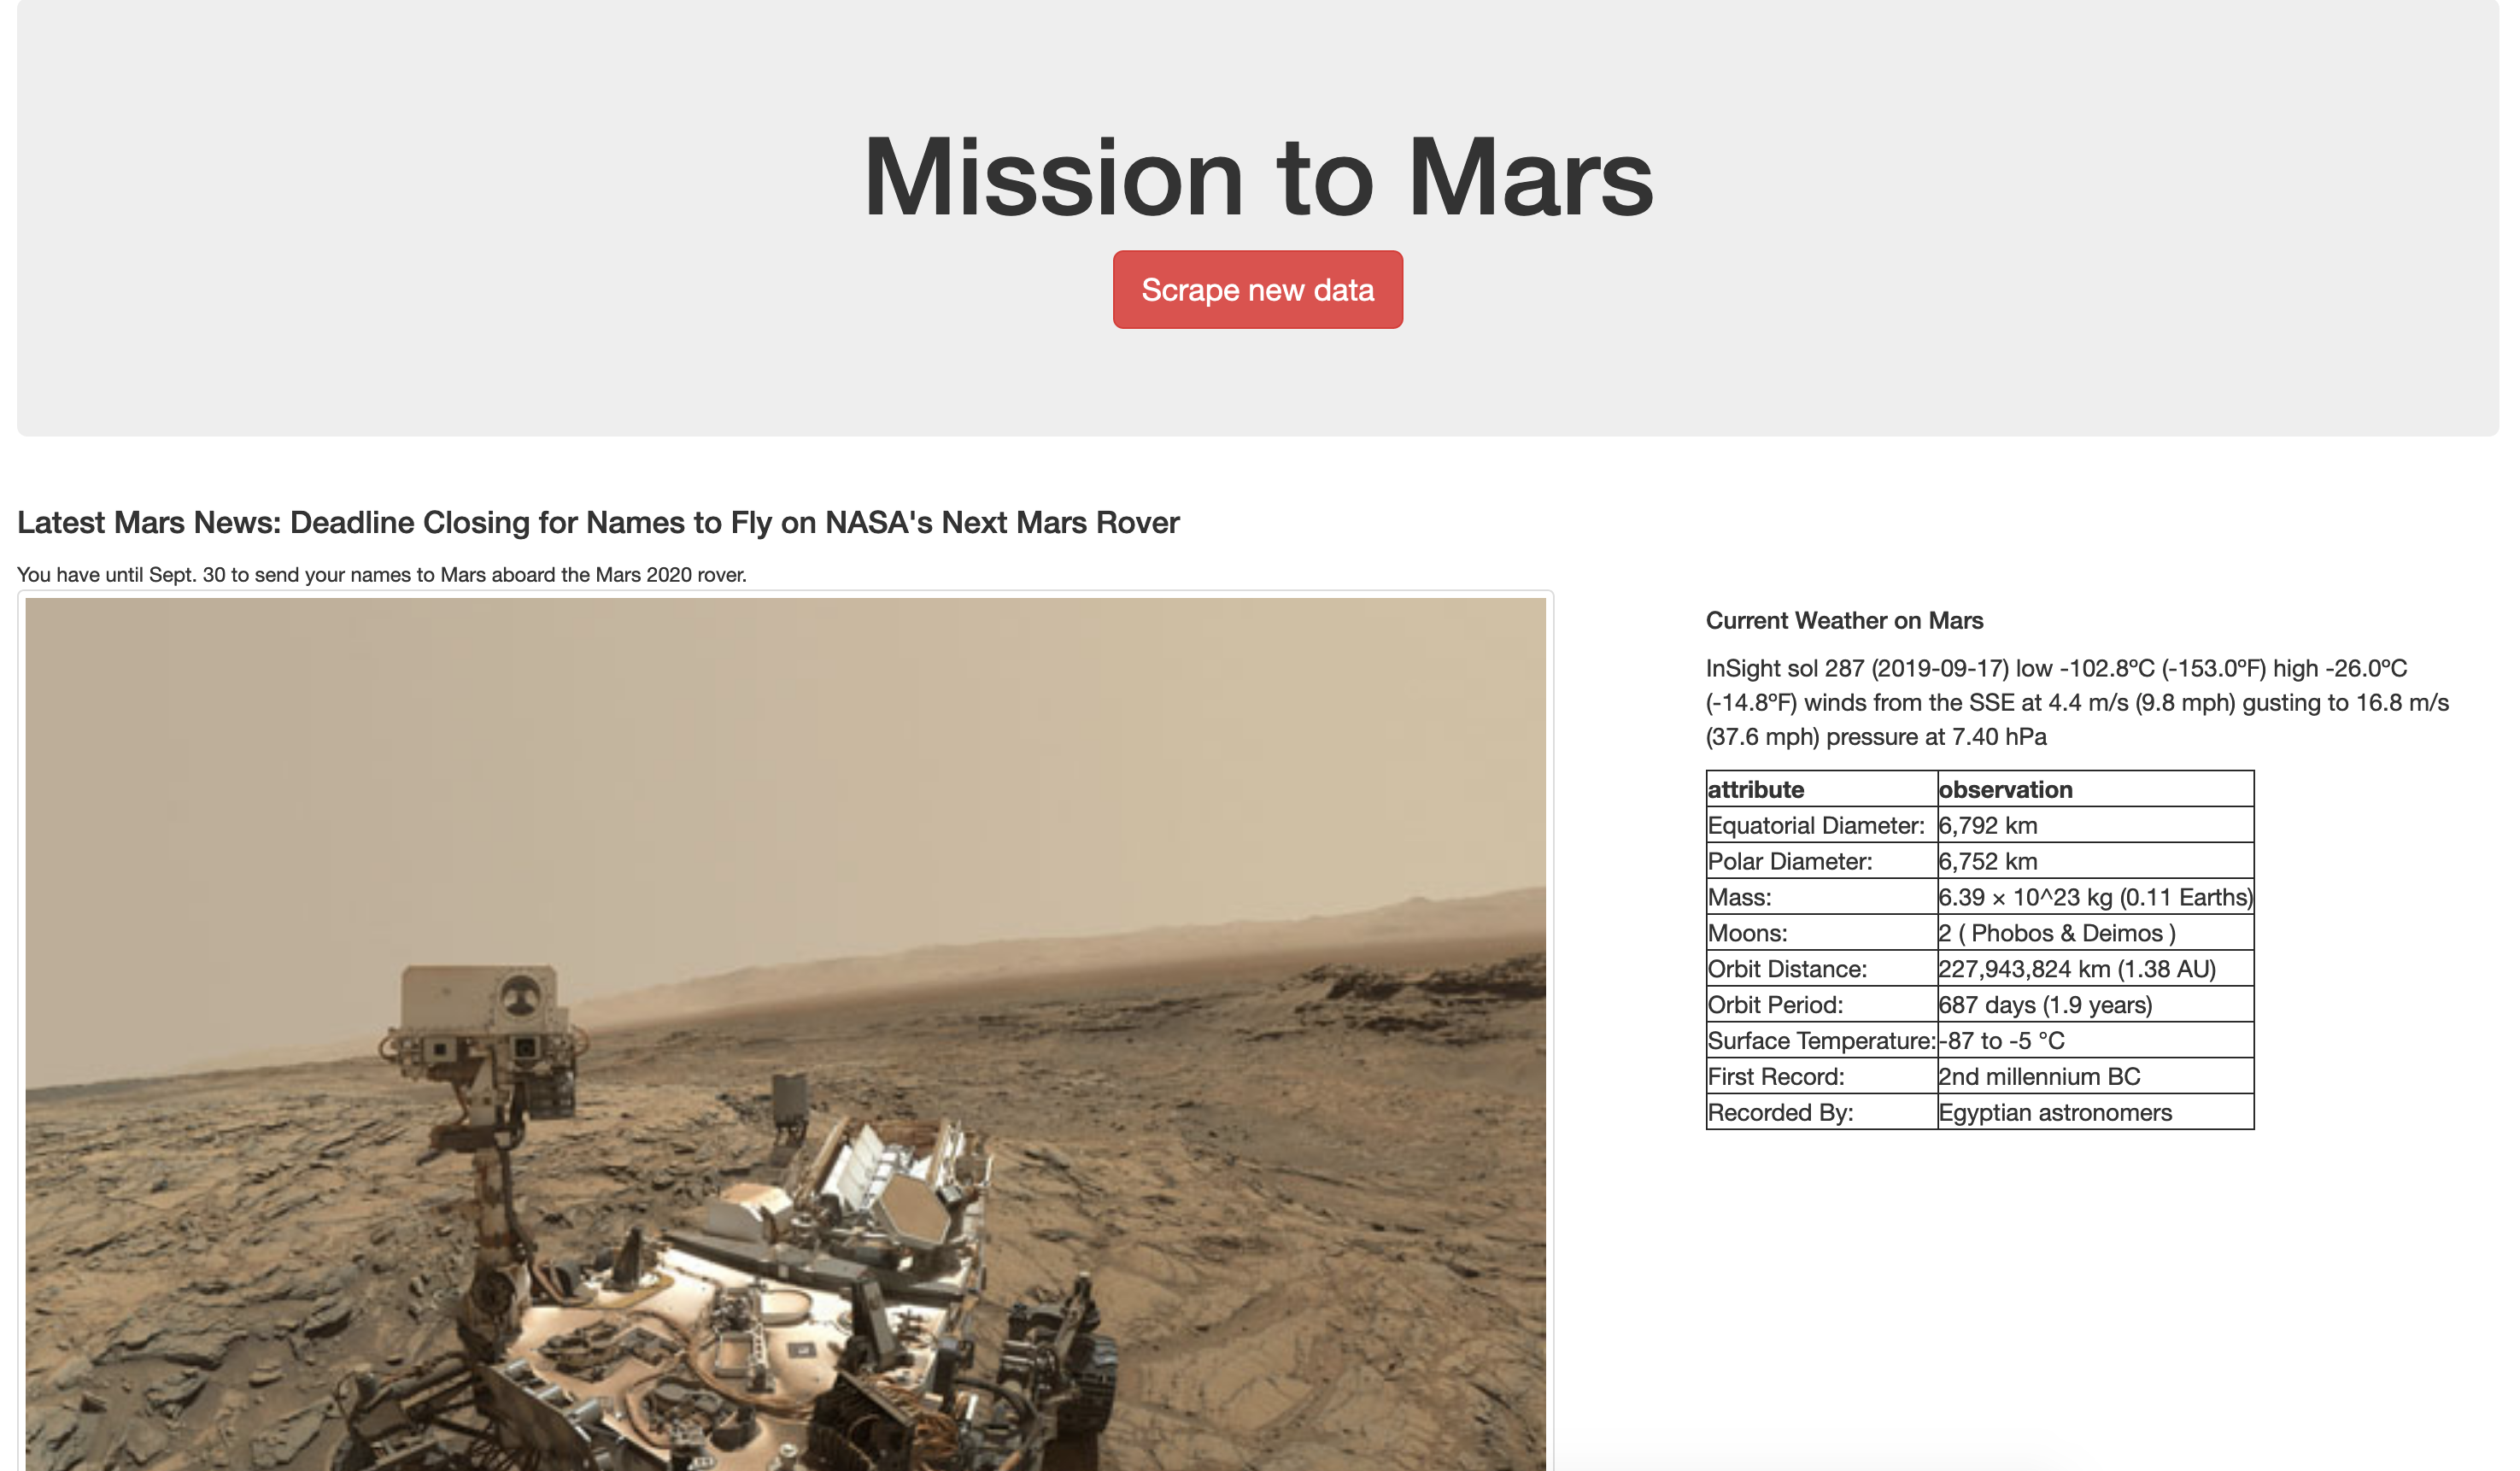 Mission to Mars
Scrape new data
Latest Mars News: Deadline Closing for Names to Fly on NASA's Next Mars Rover
You have until Sept. 30 to send your names to Mars aboard the Mars 2020 rover.
Current Weather on Mars
InSight sol 287 (2019-09-17) low -102.8ºC (-153.0ºF) high -26.0ºC
(-14.8ºF) winds from the SSE at 4.4 m/s (9.8 mph) gusting to 16.8 m/s
(37.6 mph) pressure at 7.40 hPa
attribute observation
Equatorial Diameter: 6,792 km
Polar Diameter: 6,752 km
Mass: 6.39 × 10^23 kg (0.11 Earths)
Moons: 2 ( Phobos & Deimos )
Orbit Distance: 227,943,824 km (1.38 AU)
Orbit Period: 687 days (1.9 years)
Surface Temperature: -87 to -5 °C
First Record: 2nd millennium BC
Recorded By: Egyptian astronomers